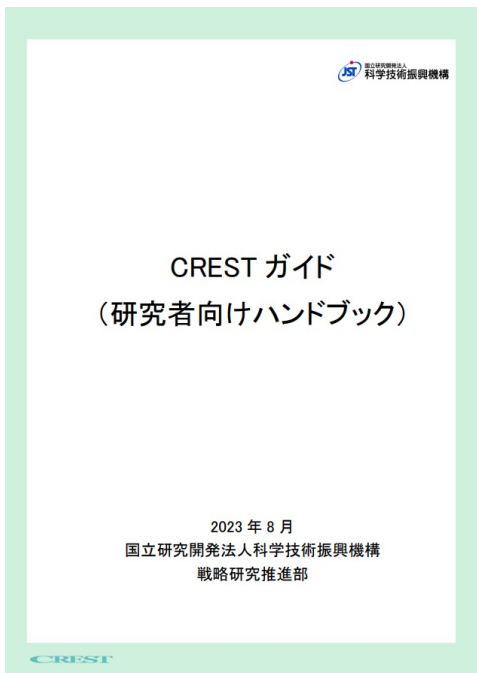 JST
国立研究開発法人
科学技術振興機構
CREST ガイド
（研究者向けハンドブック）
2023 年 8 月
国立研究開発法人科学技術振興機構
戦略研究推進部
CREST